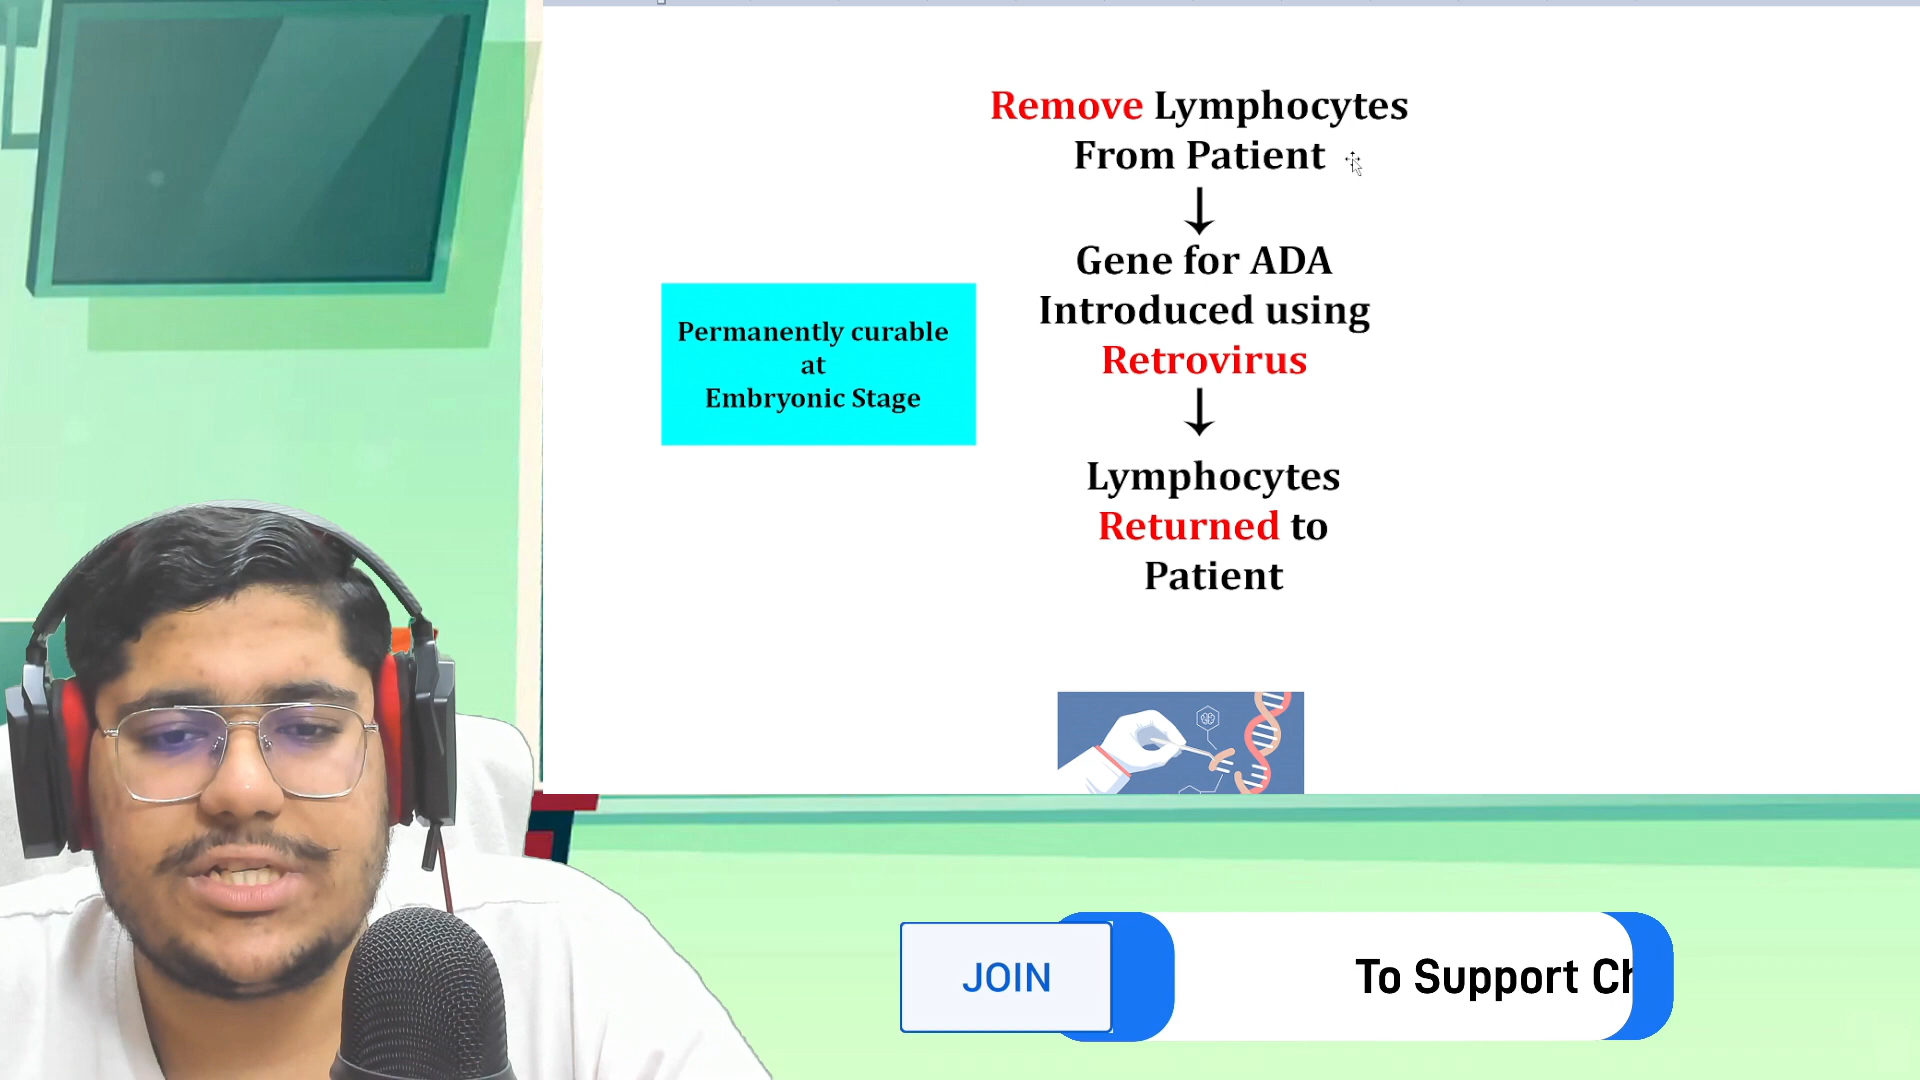 Remove Lymphocytes
From Patient
Gene for ADA
Introduced using
Retrovirus
Permanently curable
at
Embryonic Stage
Lymphocytes
Returned to
Patient
JOIN
To Support Ch